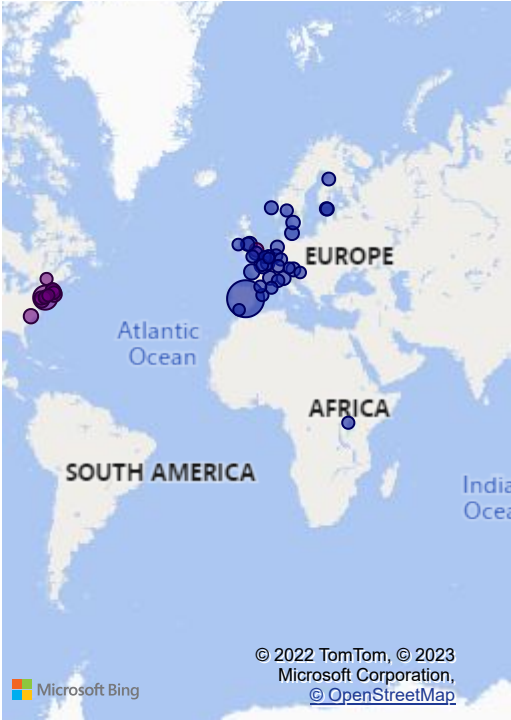 EUROPE
Atlantic
Ocean
AFRICA
SOUTH AMERICA
India
Ocea
© 2022 TomTom, © 2023
Microsoft Corporation,
© OpenStreetMap
Microsoft Bing